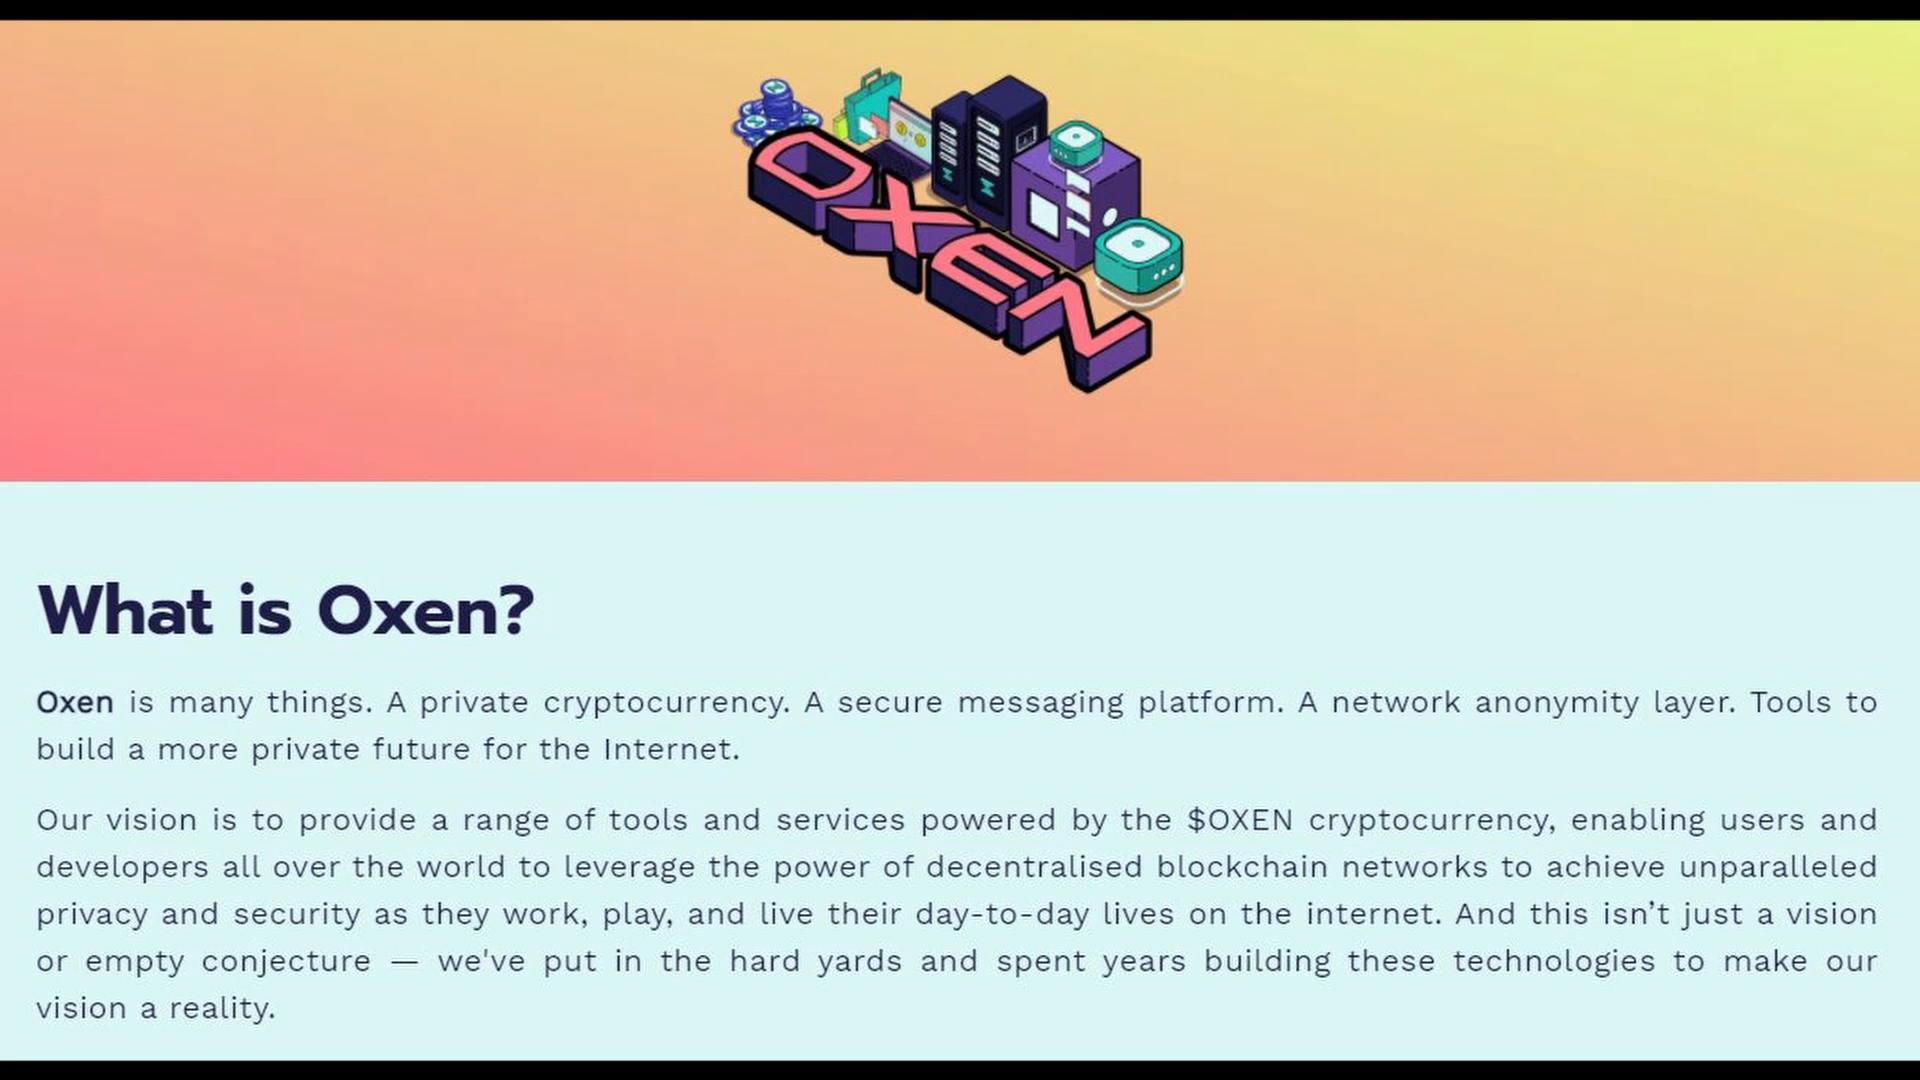 OXEN
What is Oxen?
Oxen is many things. A private cryptocurrency. A secure messaging platform. A network anonymity layer. Tools to
build a more private future for the Internet.
Our vision is to provide a range of tools and services powered by the $OXEN cryptocurrency, enabling users and
developers all over the world to leverage the power of decentralised blockchain networks to achieve unparalleled
privacy and security as they work, play, and live their day-to-day lives on the internet. And this isn’t just a vision
or empty conjecture — we've put in the hard yards and spent years building these technologies to make our
vision a reality.